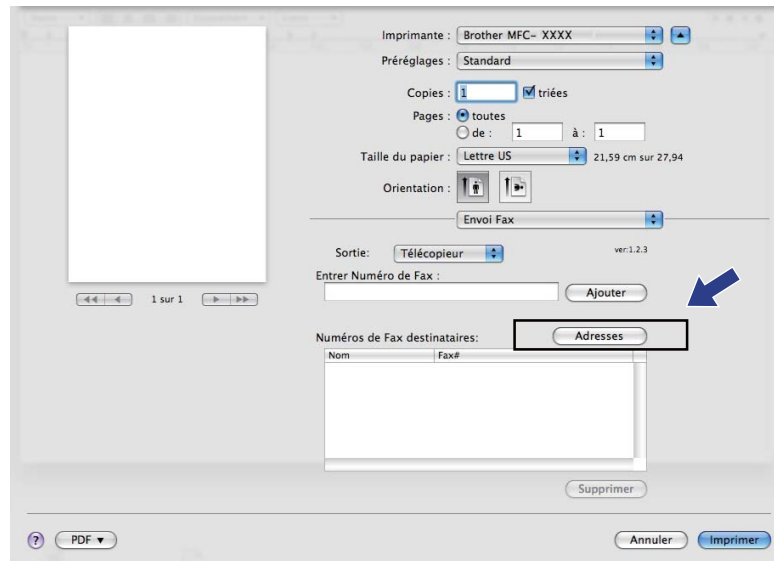 Imprimante : Brother MFC- XXXX
Préréglages : Standard
Copies : 1 triées
Pages : toutes
de : 1 à : 1
Taille du papier : Lettre US 21,59 cm sur 27,94
Orientation :
Envoi Fax
Sortie: Télécopieur ver:1.2.3
Entrer Numéro de Fax :
Ajouter
1 sur 1
Numéros de Fax destinataires: Adresses
Nom Fax#
Supprimer
? PDF Annuler Imprimer